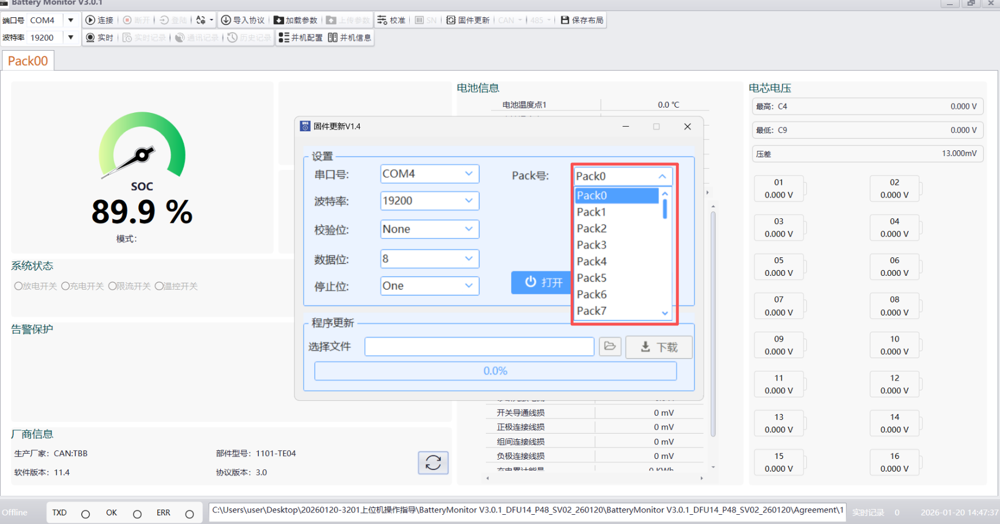 Battery Monitor V3.0.1
端口号 COM4 连接 断开 登陆 导入协议 加载参数 上传参数 校准 SN 固件更新 CAN 485 保存布局
波特率 19200 实时 实时记录 通讯记录 历史记录 并机配置 并机信息
Pack00
SOC
89.9 %
模式:
系统状态
放电开关 充电开关 限流开关 温控开关
告警保护
厂商信息
生产厂家: CAN:TBB 部件型号: 1101-TE04
软件版本: 11.4 协议版本: 3.0
电池信息
电池温度点1 0.0 ℃
固件更新V1.4
设置
串口号: COM4 Pack号: Pack0
波特率: 19200
校验位: None
数据位: 8
停止位: One
打开
Pack0
Pack1
Pack2
Pack3
Pack4
Pack5
Pack6
Pack7
程序更新
选择文件 下载
0.0%
开关导通线损 0 mV
正极连接线损 0 mV
组间连接线损 0 mV
负极连接线损 0 mV
充电累计能量 0 KWh
电芯电压
最高: C4 0.000 V
最低: C9 0.000 V
压差 13.000mV
01 02
0.000 V 0.000 V
03 04
0.000 V 0.000 V
05 06
0.000 V 0.000 V
07 08
0.000 V 0.000 V
09 10
0.000 V 0.000 V
11 12
0.000 V 0.000 V
13 14
0.000 V 0.000 V
15 16
0.000 V 0.000 V
Offline TXD OK ERR C:\Users\user\Desktop\20260120-3201上位机操作指导\BatteryMonitor V3.0.1_DFU14_P48_SV02_260120\BatteryMonitor V3.0.1_DFU14_P48_SV02_260120\Agreement\1 实时记录 0 2026-01-20 14:47:37